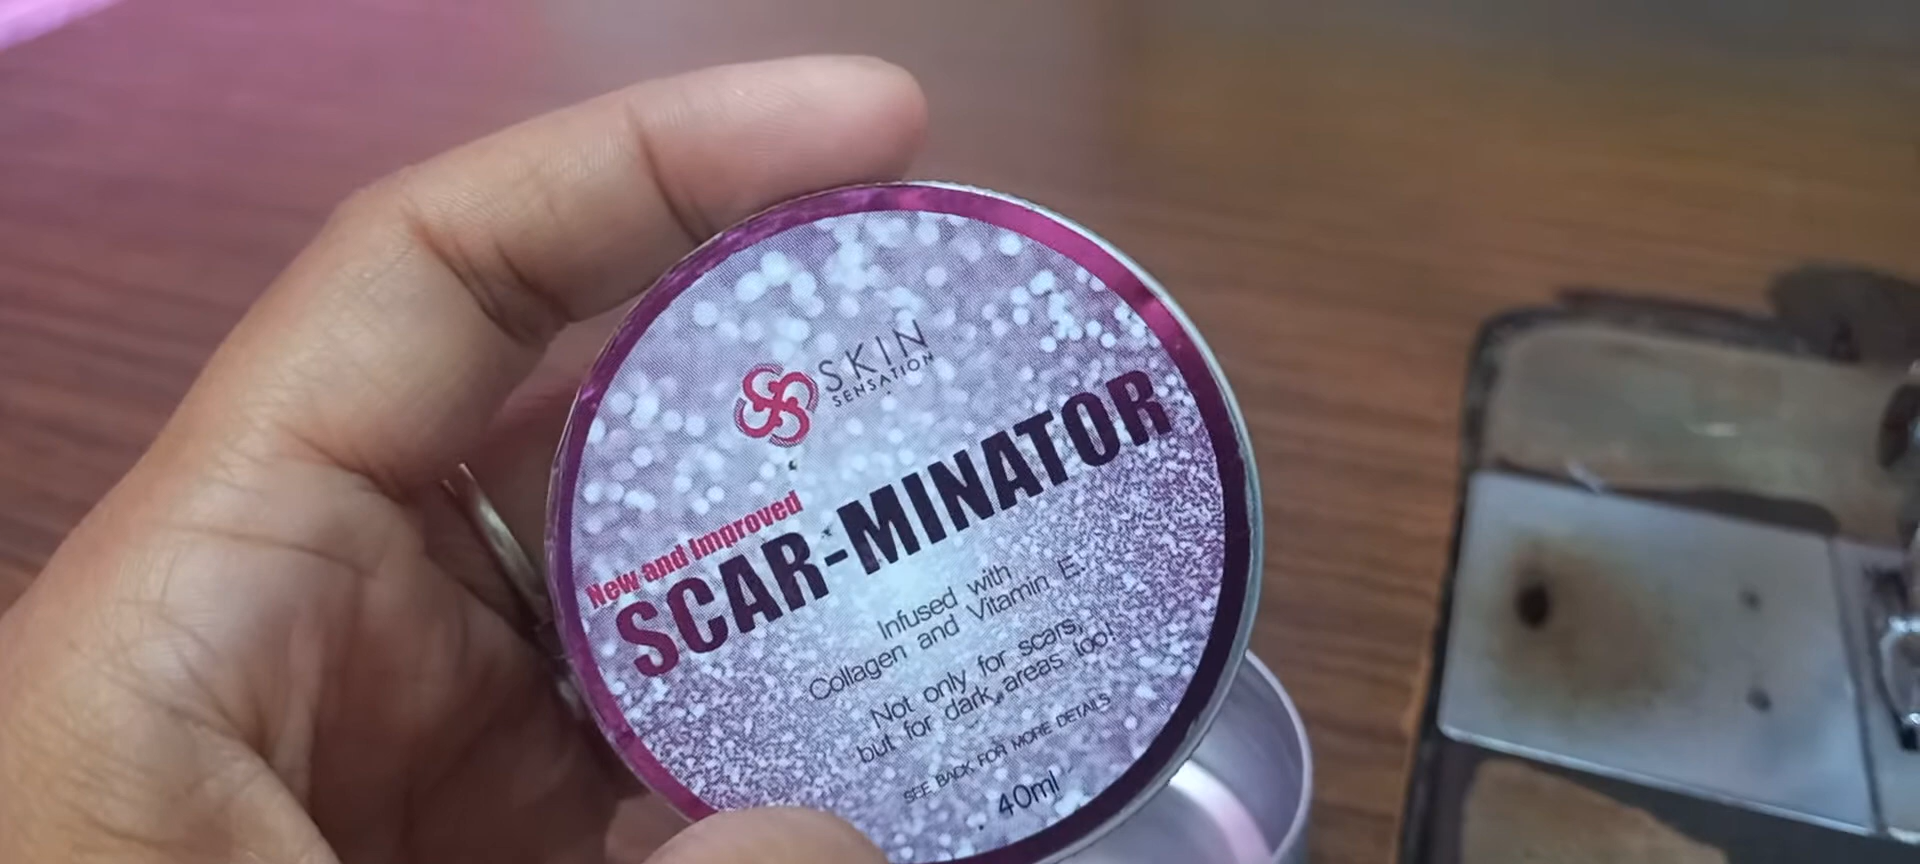 SKIN
SENSATION
New and Improved
SCAR-MINATOR
Infused with
Collagen and Vitamin E.
Not only for scars,
but for dark areas too!
SEE BACK FOR MORE DETAILS
40ml